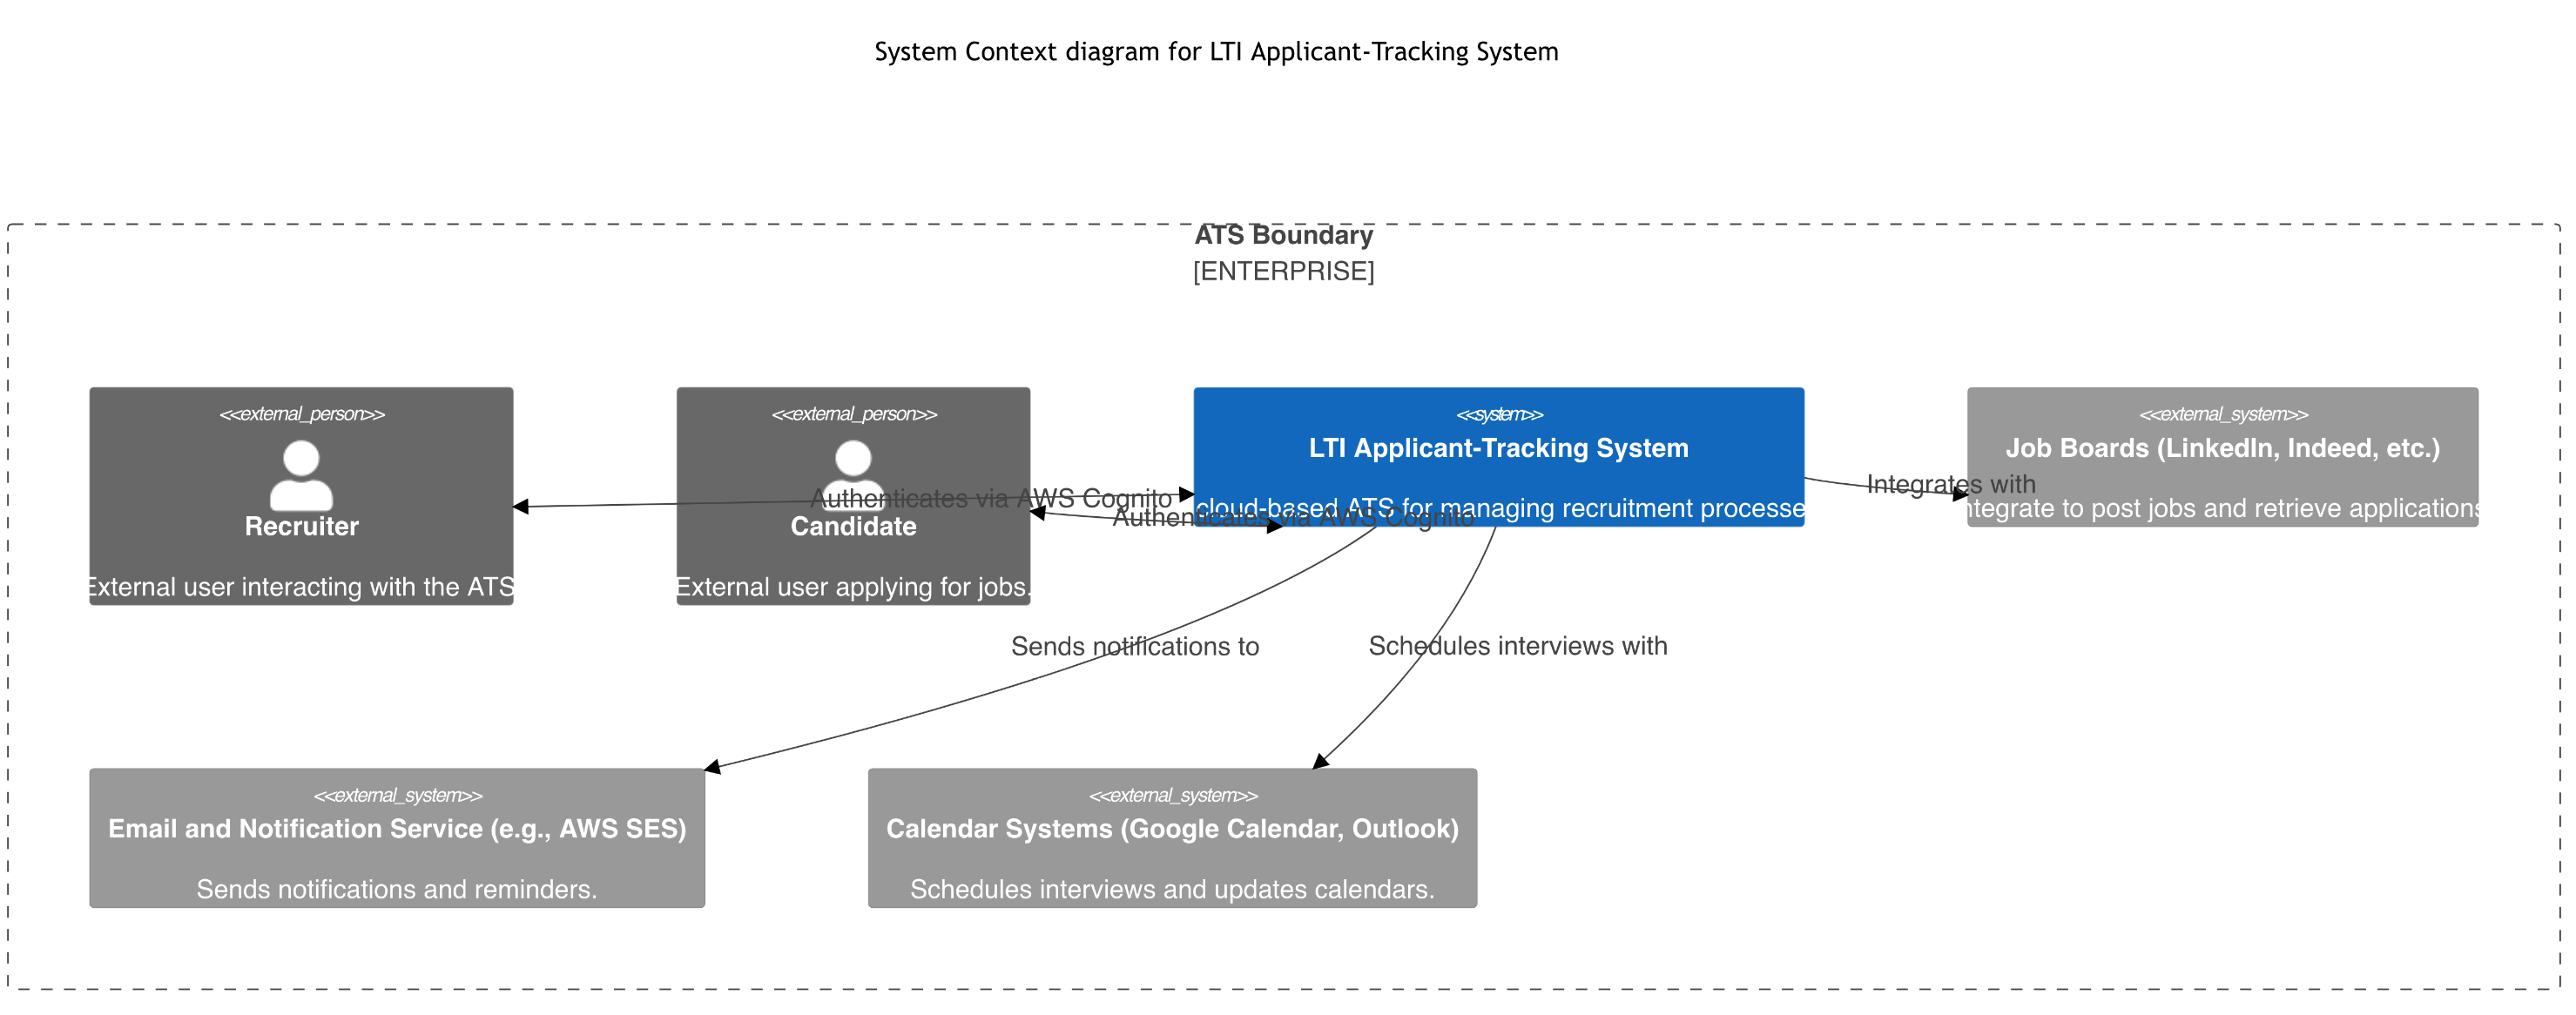 System Context diagram for LTI Applicant-Tracking System
ATS Boundary
[ENTERPRISE]
<<external_person>>
Recruiter
External user interacting with the ATS
<<external_person>>
Candidate
External user applying for jobs.
<<system>>
LTI Applicant-Tracking System
cloud-based ATS for managing recruitment processe
<<external_system>>
Job Boards (LinkedIn, Indeed, etc.)
ntegrate to post jobs and retrieve applications
Authenticates via AWS Cognito
Authenticates via AWS Cognito
Integrates with
Sends notifications to
Schedules interviews with
<<external_system>>
Email and Notification Service (e.g., AWS SES)
Sends notifications and reminders.
<<external_system>>
Calendar Systems (Google Calendar, Outlook)
Schedules interviews and updates calendars.